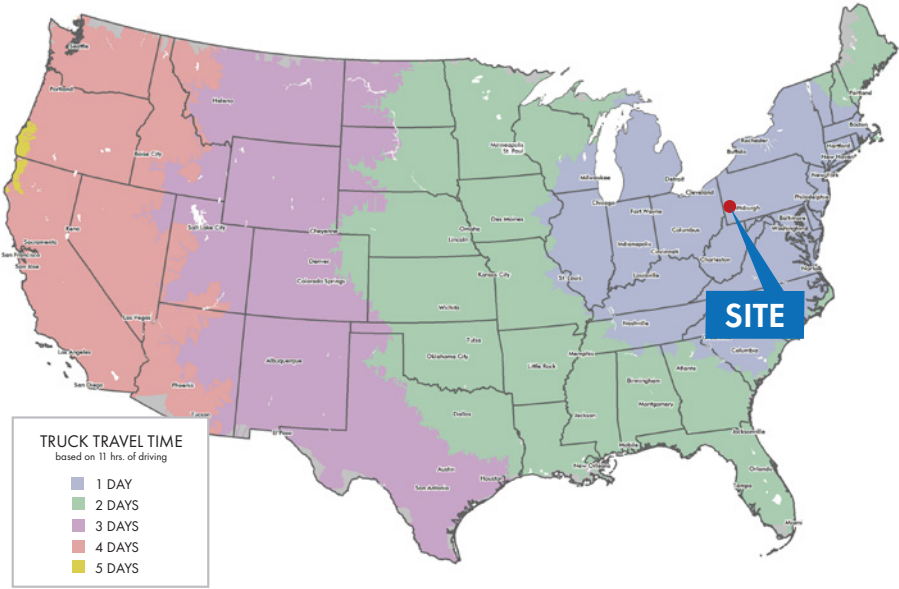 Seattle
Portland
Helena
Boise City
Minneapolis
St. Paul
Milwaukee
Detroit
Buffalo
Rochester
Portland
Boston
Hartford
New Haven
New York
Philadelphia
Cleveland
Chicago
Fort Wayne
Baltimore
Washington
Columbus
Indianapolis
Cincinnati
Charleston
Norfolk
Louisville
Des Moines
Omaha
Lincoln
Kansas City
St. Louis
Salt Lake City
Cheyenne
Denver
Colorado Springs
Reno
Sacramento
San Francisco
San Jose
Las Vegas
Los Angeles
San Diego
Phoenix
Tucson
Albuquerque
El Paso
Wichita
Tulsa
Oklahoma City
Dallas
Austin
San Antonio
Houston
Little Rock
Memphis
Nashville
SITE
Columbia
Atlanta
Birmingham
Montgomery
Jackson
Mobile
New Orleans
Jacksonville
Orlando
Tampa
Miami
TRUCK TRAVEL TIME
based on 11 hrs. of driving
1 DAY
2 DAYS
3 DAYS
4 DAYS
5 DAYS